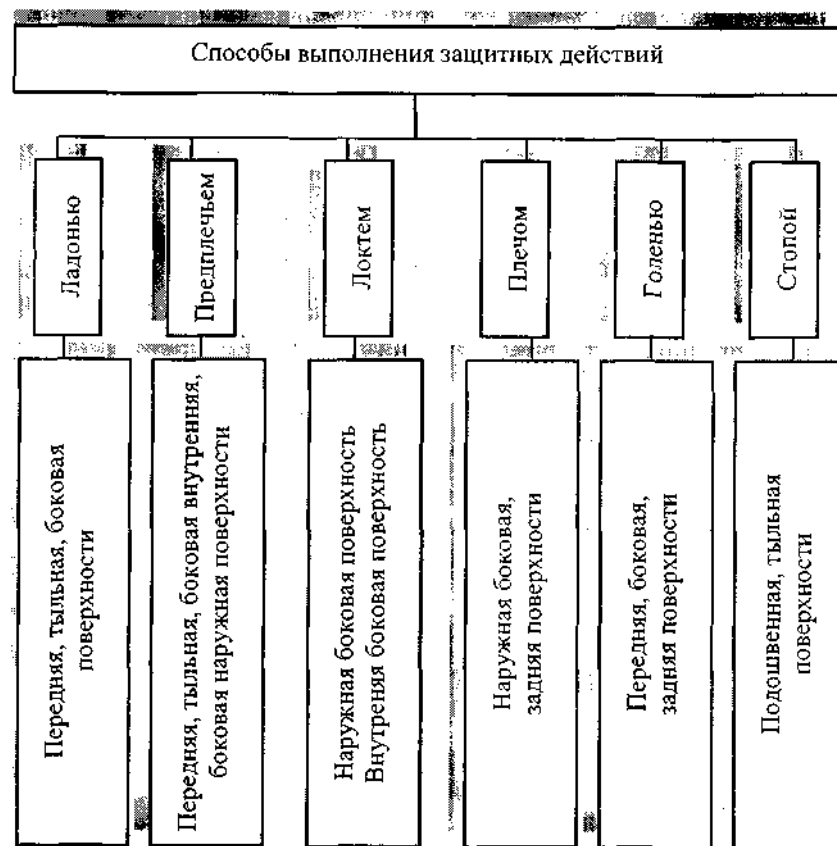 Способы выполнения защитных действий
Ладонью
Предплечьем
Локтем
Плечом
Голенью
Стопой
Передняя, тыльная, боковая
поверхности
Передняя, тыльная, боковая внутренняя,
боковая наружная поверхности
Наружная боковая поверхность
Внутреняя боковая поверхность
Наружная боковая,
задняя поверхности
Передняя, боковая,
задняя поверхности
Подошвенная, тыльная
поверхности